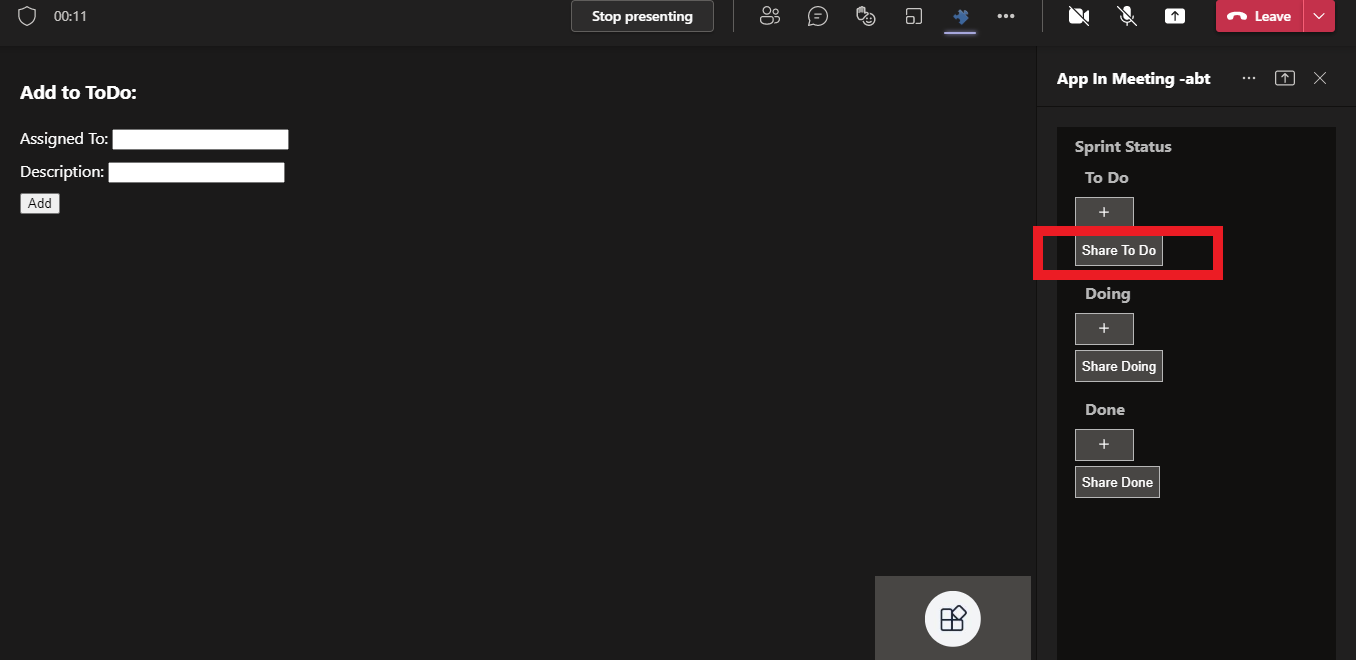 00:11
Stop presenting
Leave
Add to ToDo:
Assigned To:
Description:
Add
App In Meeting -abt
Sprint Status
To Do
+
Share To Do
Doing
+
Share Doing
Done
+
Share Done